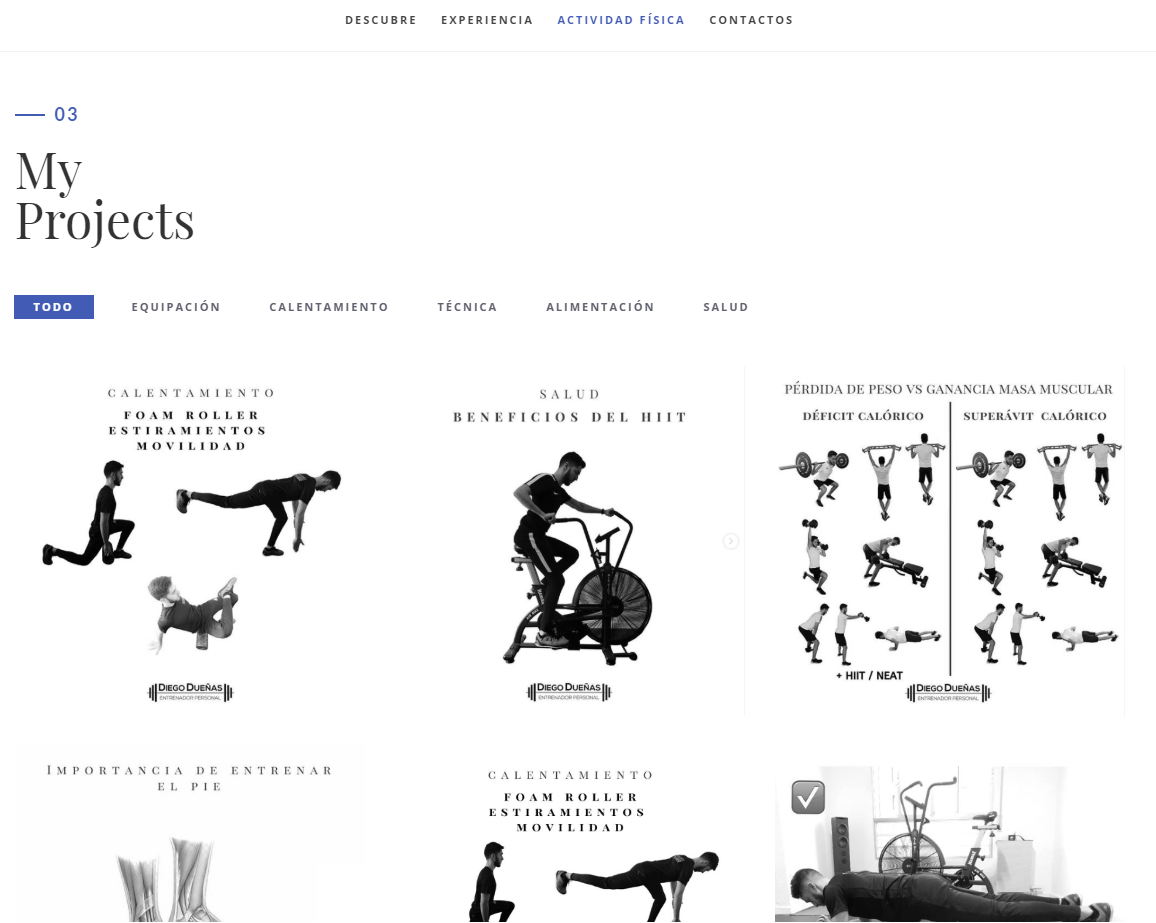 DESCUBRE EXPERIENCIA ACTIVIDAD FÍSICA CONTACTOS
03
My
Projects
TODO EQUIPACIÓN CALENTAMIENTO TÉCNICA ALIMENTACIÓN SALUD
CALENTAMIENTO
FOAM ROLLER
ESTIRAMIENTOS
MOVILIDAD
DIEGO DUEÑAS
ENTRENADOR PERSONAL
SALUD
BENEFICIOS DEL HIIT
DIEGO DUEÑAS
ENTRENADOR PERSONAL
PÉRDIDA DE PESO VS GANANCIA MASA MUSCULAR
DÉFICIT CALÓRICO SUPERÁVIT CALÓRICO
+ HIIT / NEAT
DIEGO DUEÑAS
ENTRENADOR PERSONAL
IMPORTANCIA DE ENTRENAR
EL PIE
CALENTAMIENTO
FOAM ROLLER
ESTIRAMIENTOS
MOVILIDAD